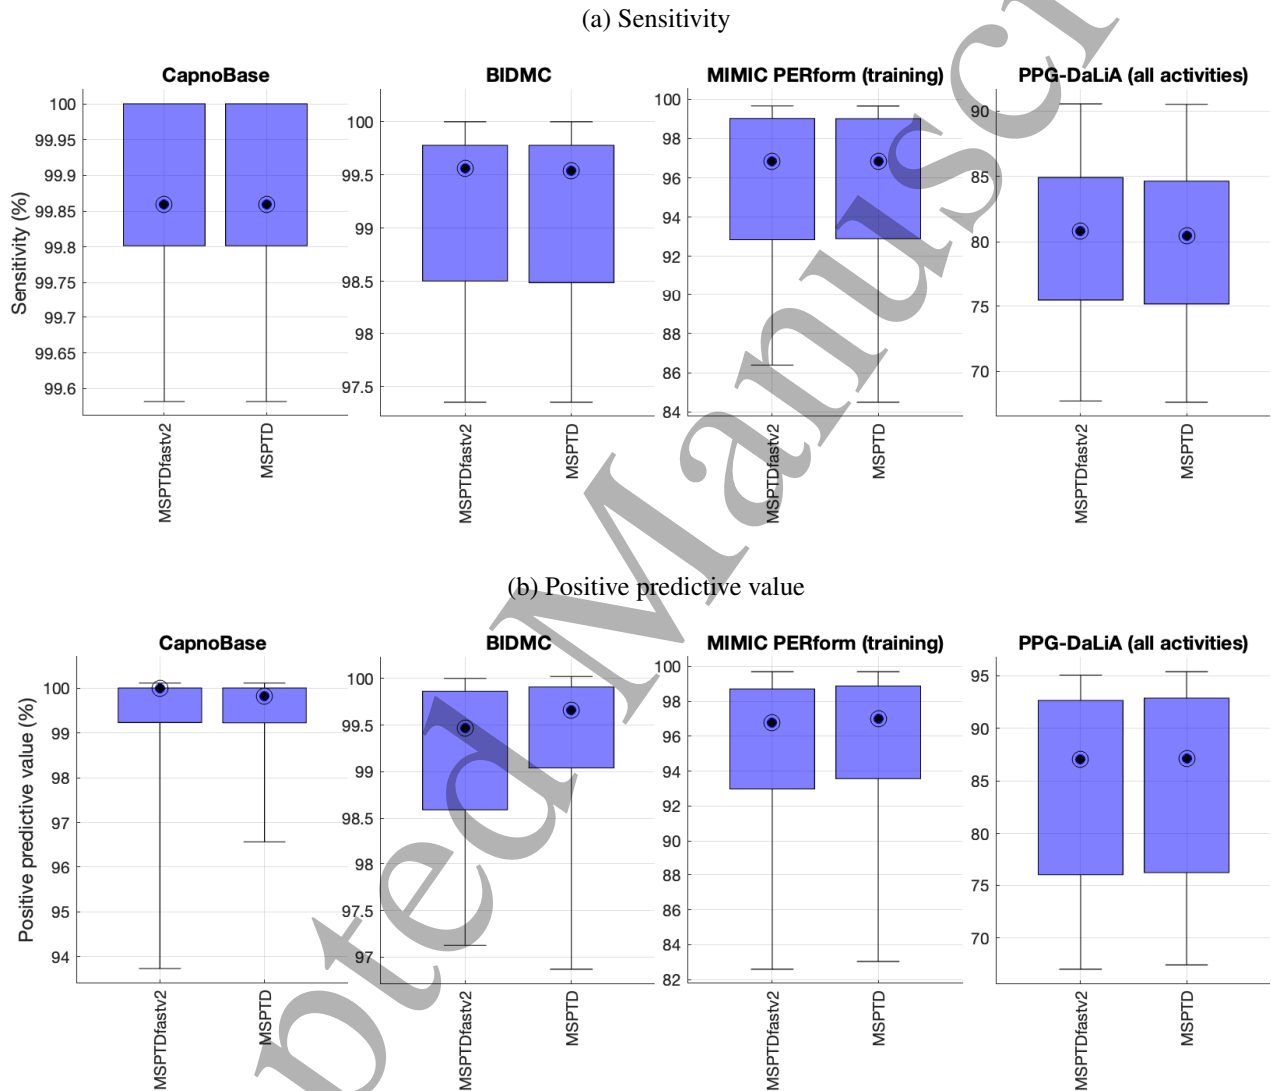 (a) Sensitivity
CapnoBase
BIDMC
MIMIC PERform (training)
PPG-DaLiA (all activities)
Sensitivity (%)
100
99.95
99.9
99.85
99.8
99.75
99.7
99.65
99.6
100
99.5
99
98.5
98
97.5
100
98
96
94
92
90
88
86
84
90
85
80
75
70
MSPTDfastv2
MSPTD
MSPTDfastv2
MSPTD
MSPTDfastv2
MSPTD
MSPTDfastv2
MSPTD
(b) Positive predictive value
CapnoBase
BIDMC
MIMIC PERform (training)
PPG-DaLiA (all activities)
Positive predictive value (%)
100
99
98
97
96
95
94
100
99.5
99
98.5
98
97.5
97
100
98
96
94
92
90
88
86
84
82
95
90
85
80
75
70
MSPTDfastv2
MSPTD
MSPTDfastv2
MSPTD
MSPTDfastv2
MSPTD
MSPTDfastv2
MSPTD
pted Manuscri